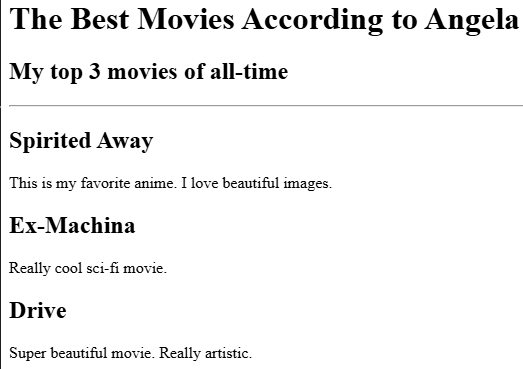 The Best Movies According to Angela
My top 3 movies of all-time
Spirited Away
This is my favorite anime. I love beautiful images.
Ex-Machina
Really cool sci-fi movie.
Drive
Super beautiful movie. Really artistic.